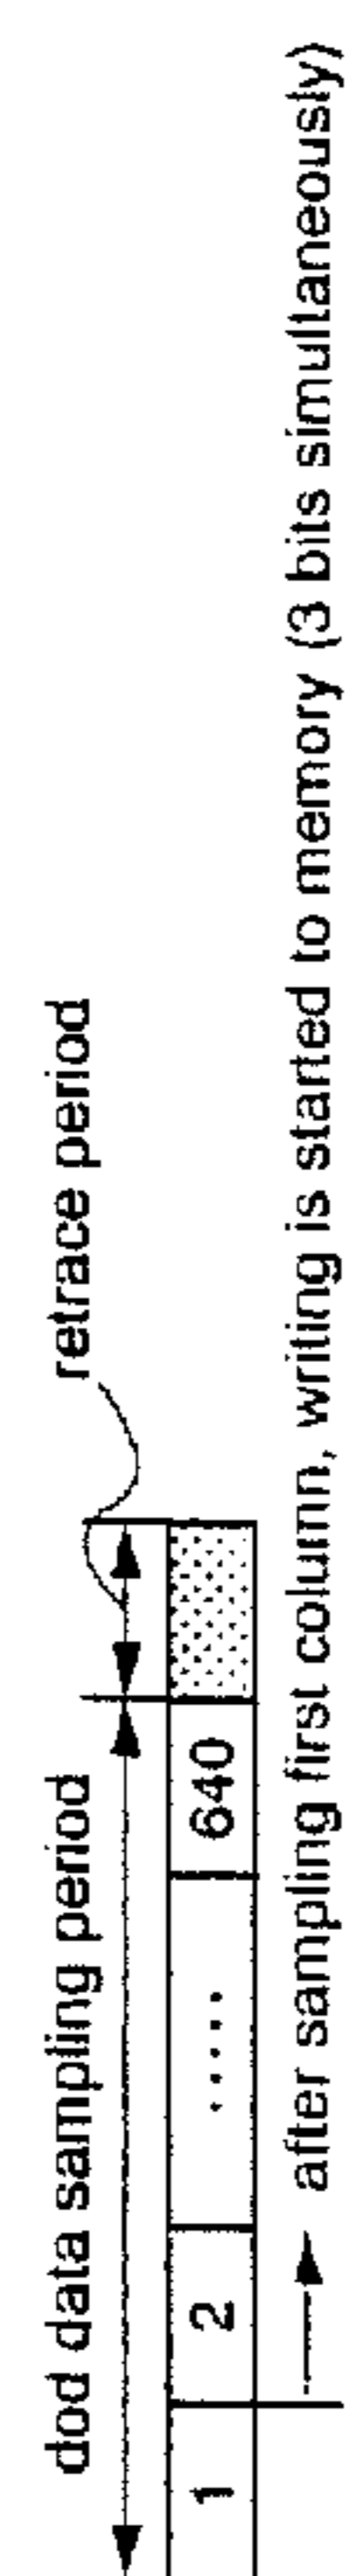 dod data sampling period
retrace period
1 2 ..... 640
after sampling first column, writing is started to memory (3 bits simultaneously)